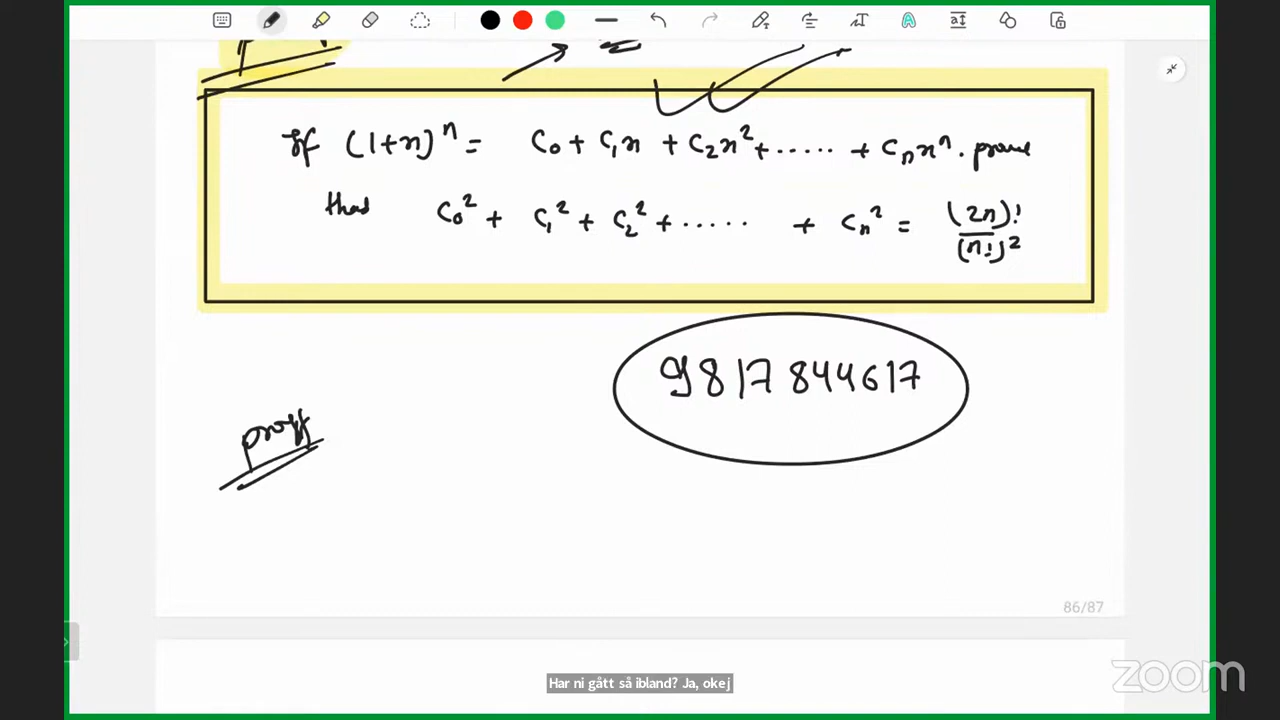 If (1+x)ⁿ = C₀ + C₁x + C₂x² + ..... + Cₙxⁿ. prove
that C₀² + C₁² + C₂² + ..... + Cₙ² = (2n)! / (n!)²
9817844617
proof
86/87
Har ni gått så ibland? Ja, okej
zoom